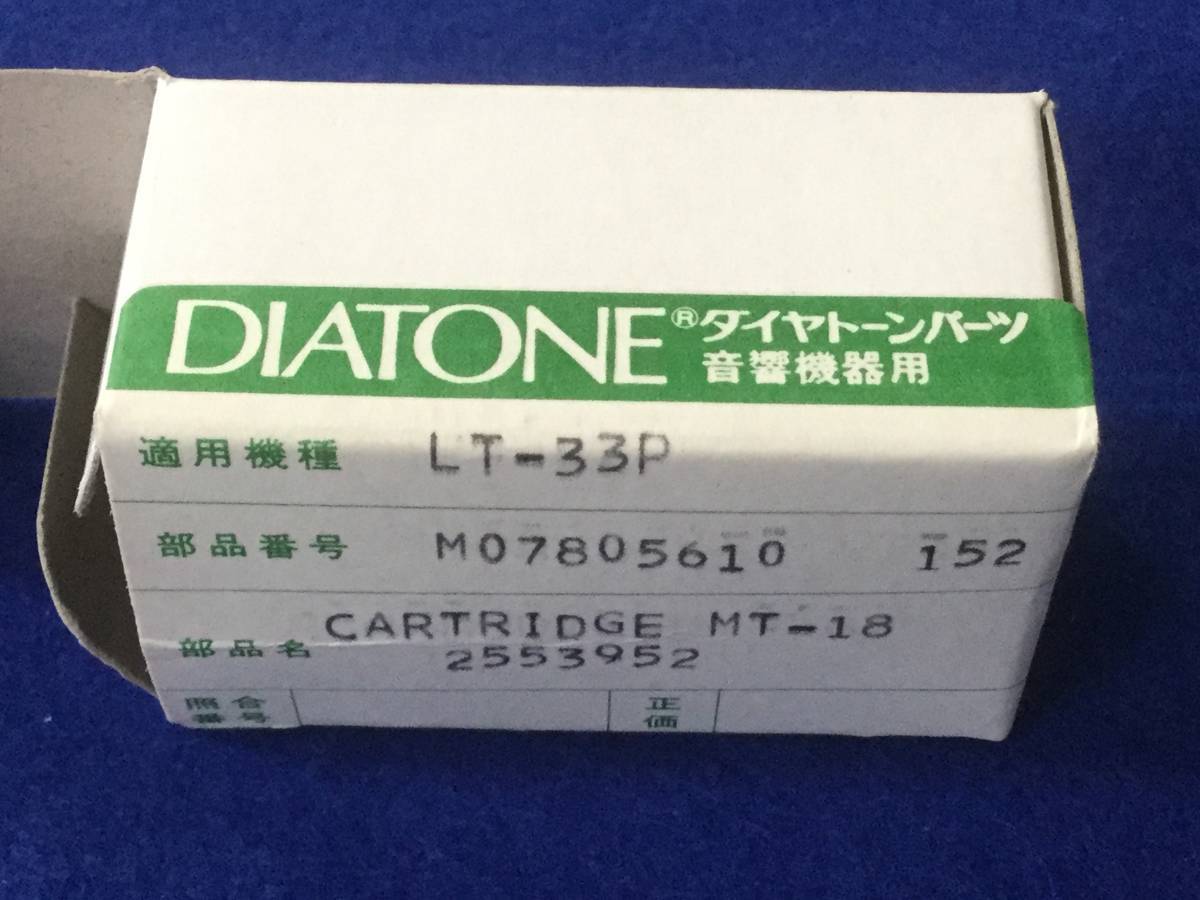 DIATONE® ダイヤトーンパーツ
音響機器用
適用機種 LT-33P
部品番号 M07805610 152
部品名 CARTRIDGE MT-18
2553952
照合番号 正価